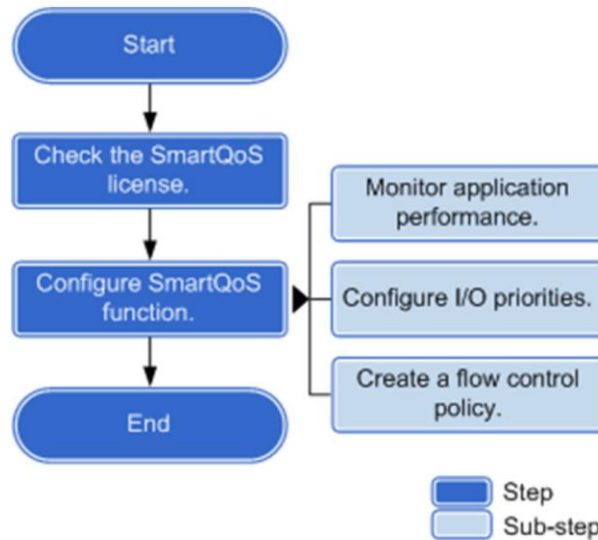 Start
Check the SmartQoS
license.
Configure SmartQoS
function.
End
Monitor application
performance.
Configure I/O priorities.
Create a flow control
policy.
Step
Sub-step